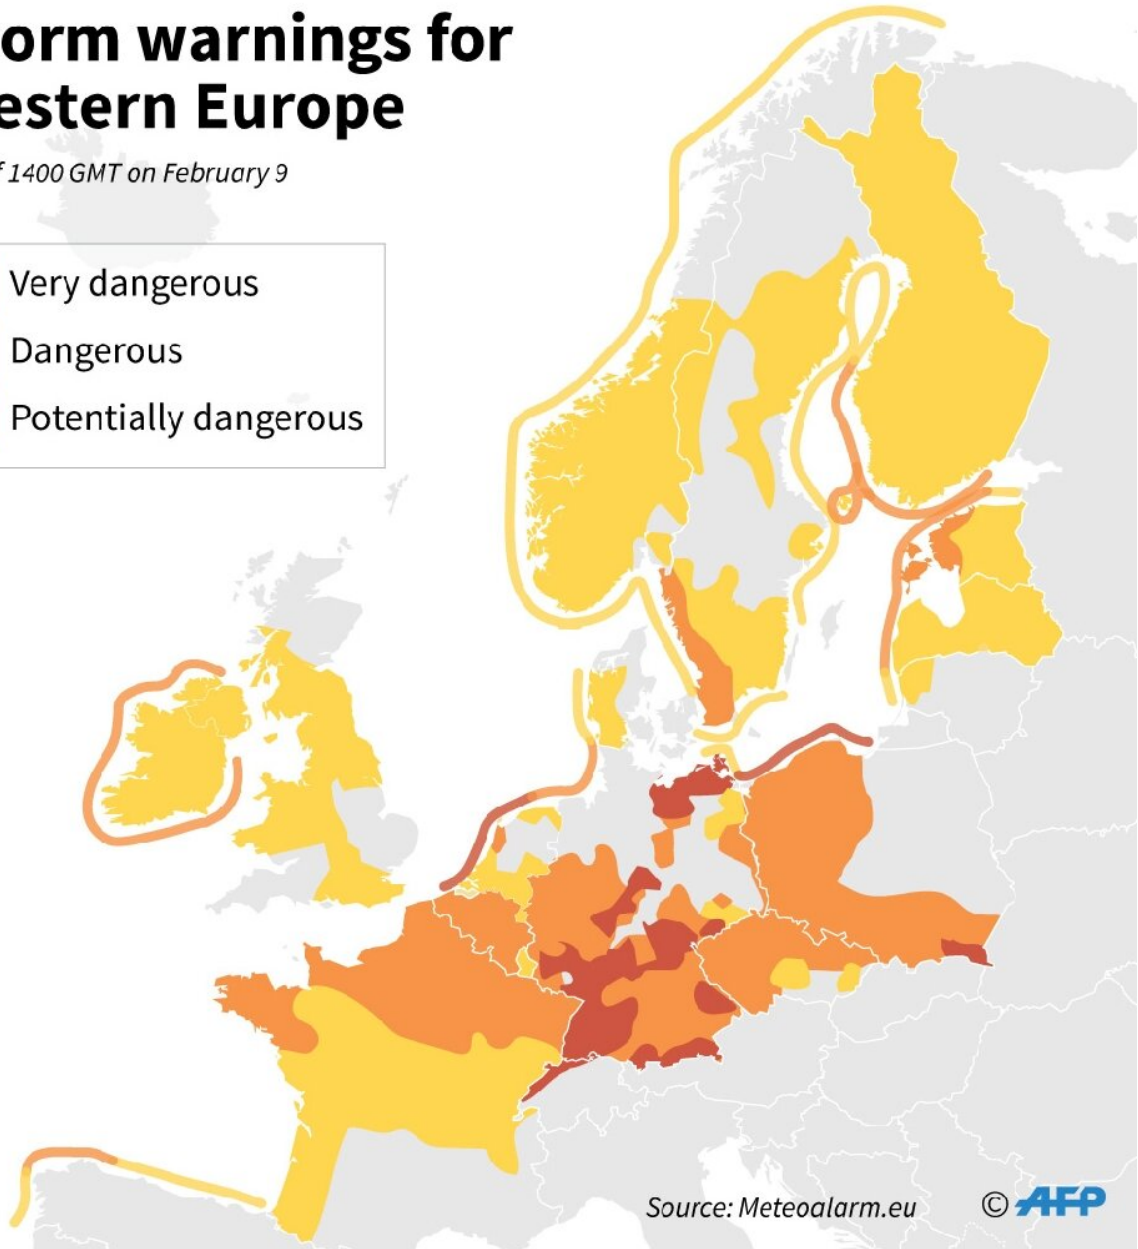 orm warnings for
estern Europe
f 1400 GMT on February 9
Very dangerous
Dangerous
Potentially dangerous
Source: Meteoalarm.eu © AFP